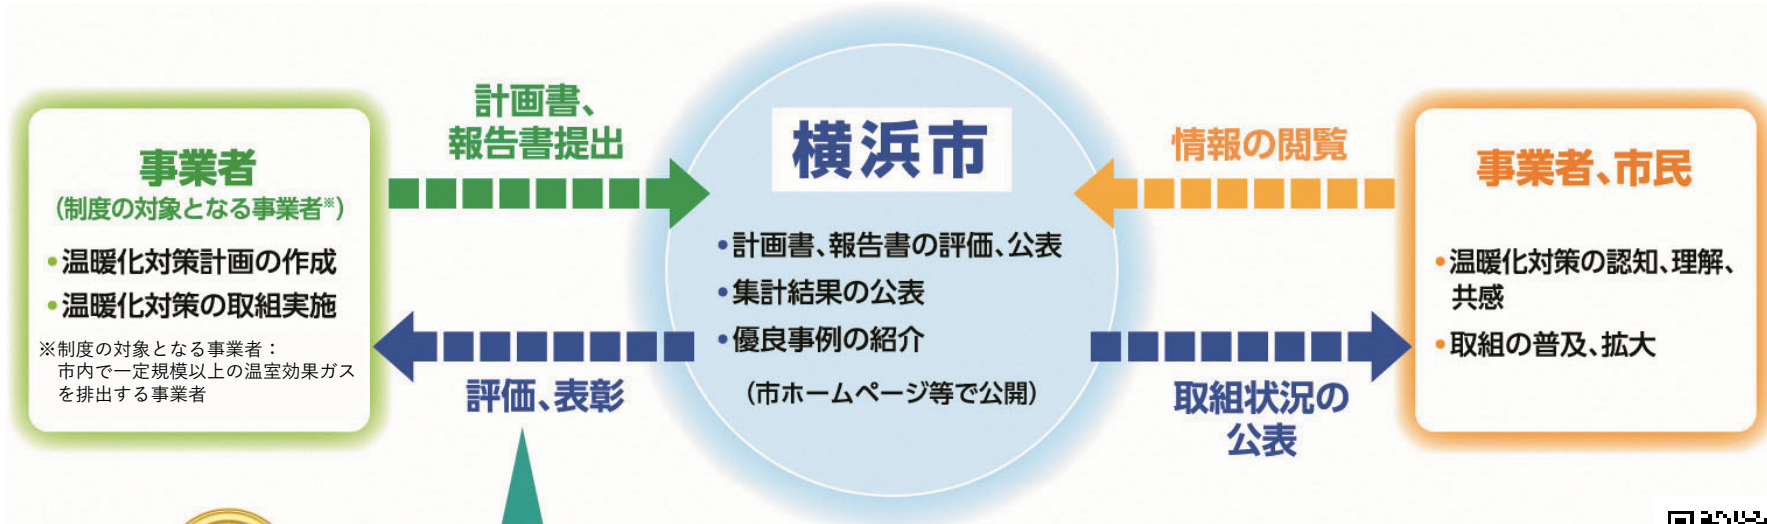 事業者
(制度の対象となる事業者※)
•温暖化対策計画の作成
•温暖化対策の取組実施
※制度の対象となる事業者：
市内で一定規模以上の温室効果ガス
を排出する事業者
計画書、
報告書提出
評価、表彰
横浜市
•計画書、報告書の評価、公表
•集計結果の公表
•優良事例の紹介
(市ホームページ等で公開)
情報の閲覧
取組状況の
公表
事業者、市民
•温暖化対策の認知、理解、
共感
•取組の普及、拡大